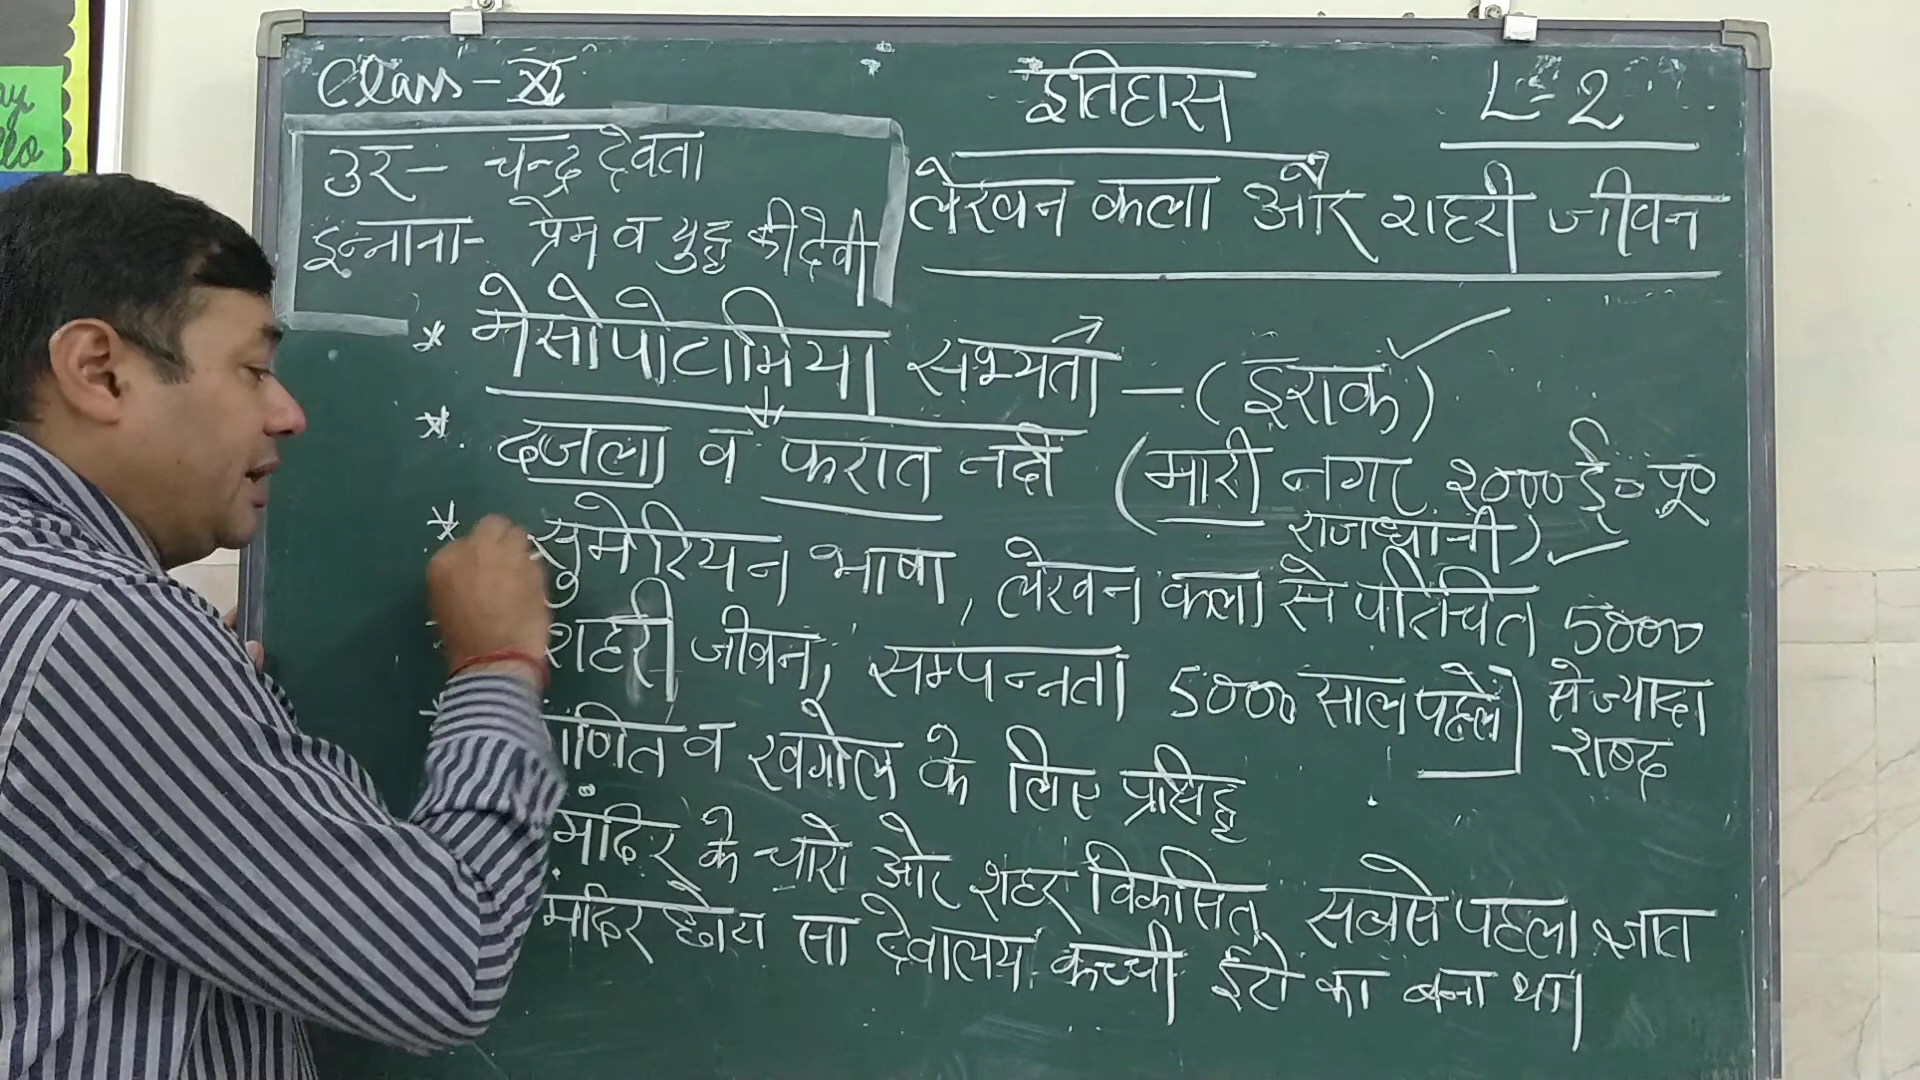 Class - XI
इतिहास
L-2
उर - चन्द्र देवता
इन्नाना - प्रेम व युद्ध की देवी
लेखन कला और शहरी जीवन
* मेसोपोटामिया सभ्यता - (इराक)
* दजला व फरात नदी (मारी नगर २००० ई० पू०
राजधानी)
* सुमेरियन भाषा, लेखन कला से परिचित 5000
से ज्यादा
शब्द
शहरी जीवन, सम्पन्नता 5000 साल पहले
गणित व खगोल के लिए प्रसिद्ध
मंदिर के चारो ओर शहर विकसित, सबसे पहला ज्ञात
मंदिर छोटा सा देवालय कच्ची ईटो का बना था।